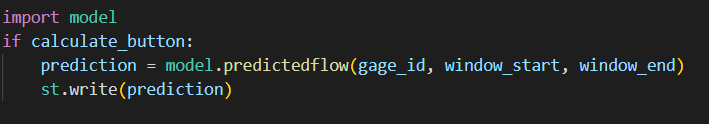 import model
if calculate_button:
    prediction = model.predictedflow(gage_id, window_start, window_end)
    st.write(prediction)